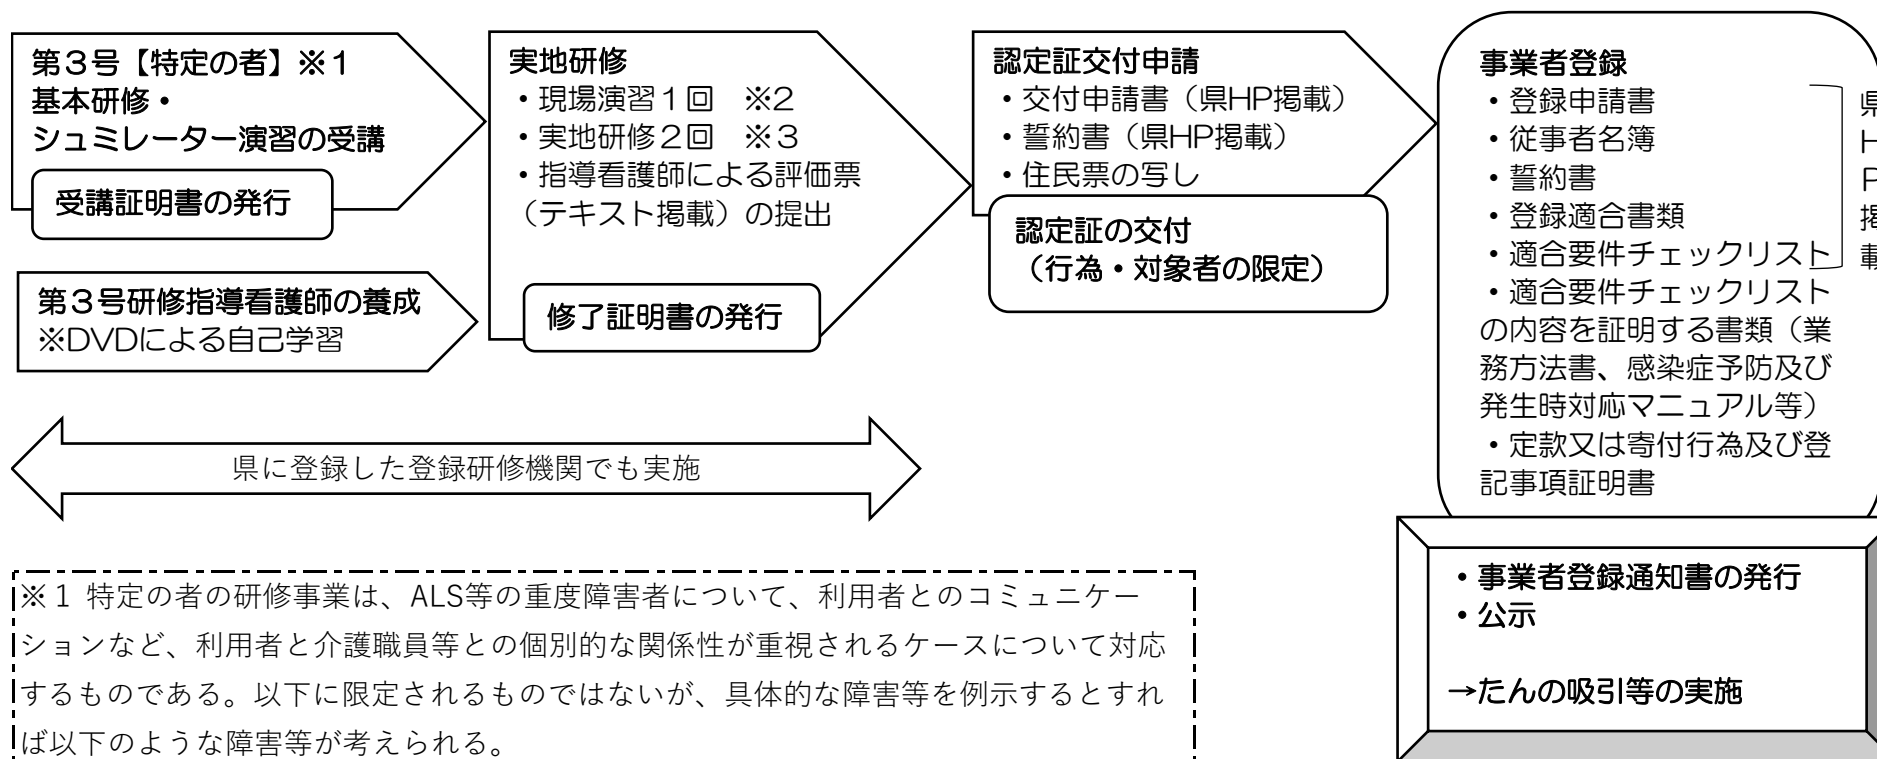 第３号【特定の者】※１
基本研修・
シュミレーター演習の受講
受講証明書の発行
第３号研修指導看護師の養成
※DVDによる自己学習
実地研修
・現場演習１回　※２
・実地研修２回　※３
・指導看護師による評価票
（テキスト掲載）の提出
修了証明書の発行
認定証交付申請
・交付申請書（県HP掲載）
・誓約書（県HP掲載）
・住民票の写し
認定証の交付
（行為・対象者の限定）
事業者登録
・登録申請書
・従事者名簿
・誓約書
・登録適合書類
・適合要件チェックリスト
・適合要件チェックリスト
の内容を証明する書類（業
務方法書、感染症予防及び
発生時対応マニュアル等）
・定款又は寄付行為及び登
記事項証明書
県
H
P
掲
載
県に登録した登録研修機関でも実施
・事業者登録通知書の発行
・公示
→たんの吸引等の実施
※１ 特定の者の研修事業は、ALS等の重度障害者について、利用者とのコミュニケー
ションなど、利用者と介護職員等との個別的な関係性が重視されるケースについて対応
するものである。以下に限定されるものではないが、具体的な障害等を例示するとすれ
ば以下のような障害等が考えられる。